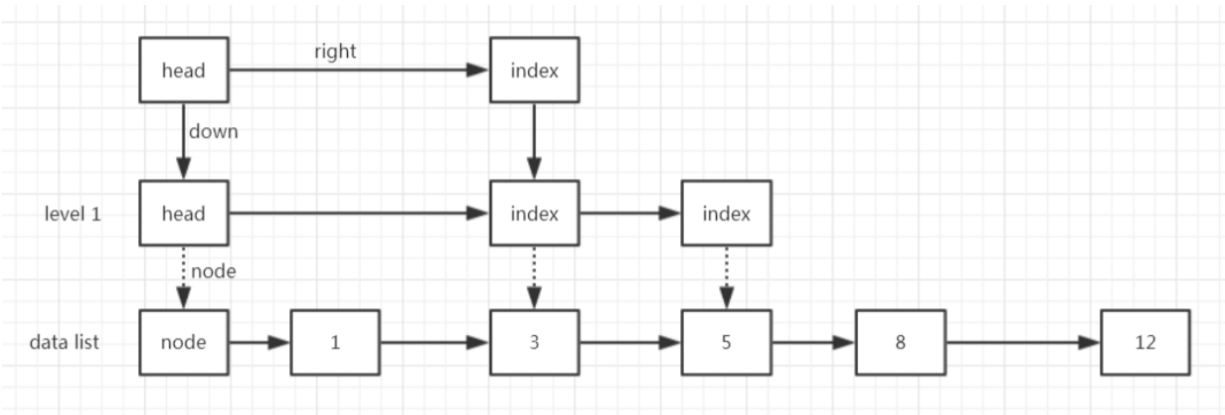 right
head index
down
level 1 head index index
node
data list node 1 3 5 8 12